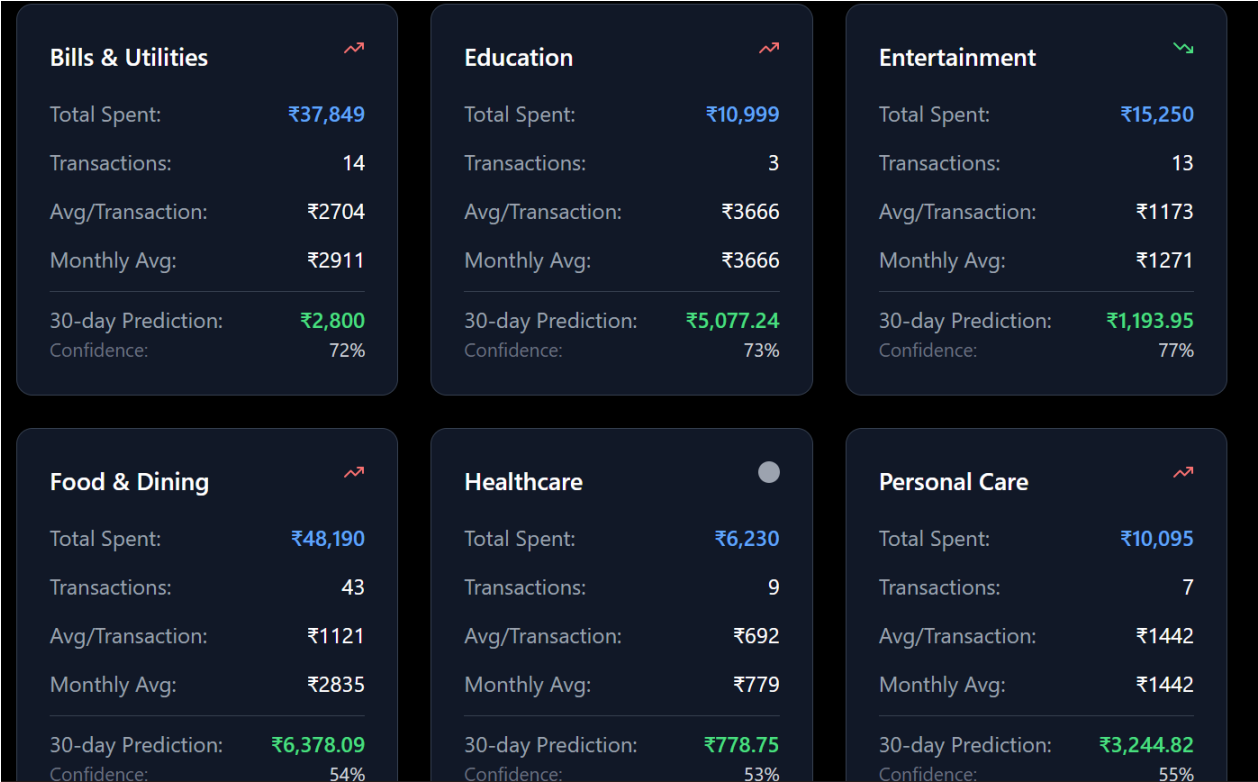 Bills & Utilities
Total Spent: ₹37,849
Transactions: 14
Avg/Transaction: ₹2704
Monthly Avg: ₹2911
30-day Prediction: ₹2,800
Confidence: 72%
Education
Total Spent: ₹10,999
Transactions: 3
Avg/Transaction: ₹3666
Monthly Avg: ₹3666
30-day Prediction: ₹5,077.24
Confidence: 73%
Entertainment
Total Spent: ₹15,250
Transactions: 13
Avg/Transaction: ₹1173
Monthly Avg: ₹1271
30-day Prediction: ₹1,193.95
Confidence: 77%
Food & Dining
Total Spent: ₹48,190
Transactions: 43
Avg/Transaction: ₹1121
Monthly Avg: ₹2835
30-day Prediction: ₹6,378.09
Confidence: 54%
Healthcare
Total Spent: ₹6,230
Transactions: 9
Avg/Transaction: ₹692
Monthly Avg: ₹779
30-day Prediction: ₹778.75
Confidence: 53%
Personal Care
Total Spent: ₹10,095
Transactions: 7
Avg/Transaction: ₹1442
Monthly Avg: ₹1442
30-day Prediction: ₹3,244.82
Confidence: 55%